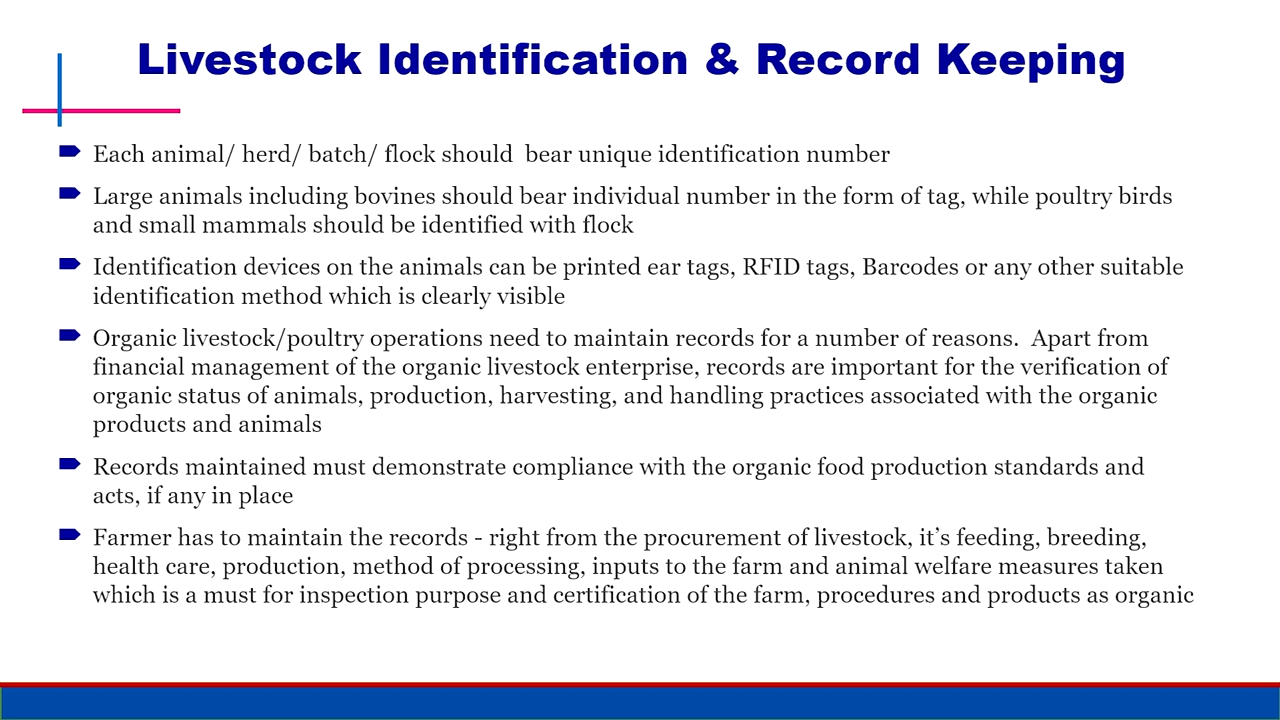 Livestock Identification & Record Keeping
Each animal/ herd/ batch/ flock should  bear unique identification number
Large animals including bovines should bear individual number in the form of tag, while poultry birds
and small mammals should be identified with flock
Identification devices on the animals can be printed ear tags, RFID tags, Barcodes or any other suitable
identification method which is clearly visible
Organic livestock/poultry operations need to maintain records for a number of reasons.  Apart from
financial management of the organic livestock enterprise, records are important for the verification of
organic status of animals, production, harvesting, and handling practices associated with the organic
products and animals
Records maintained must demonstrate compliance with the organic food production standards and
acts, if any in place
Farmer has to maintain the records - right from the procurement of livestock, it’s feeding, breeding,
health care, production, method of processing, inputs to the farm and animal welfare measures taken
which is a must for inspection purpose and certification of the farm, procedures and products as organic